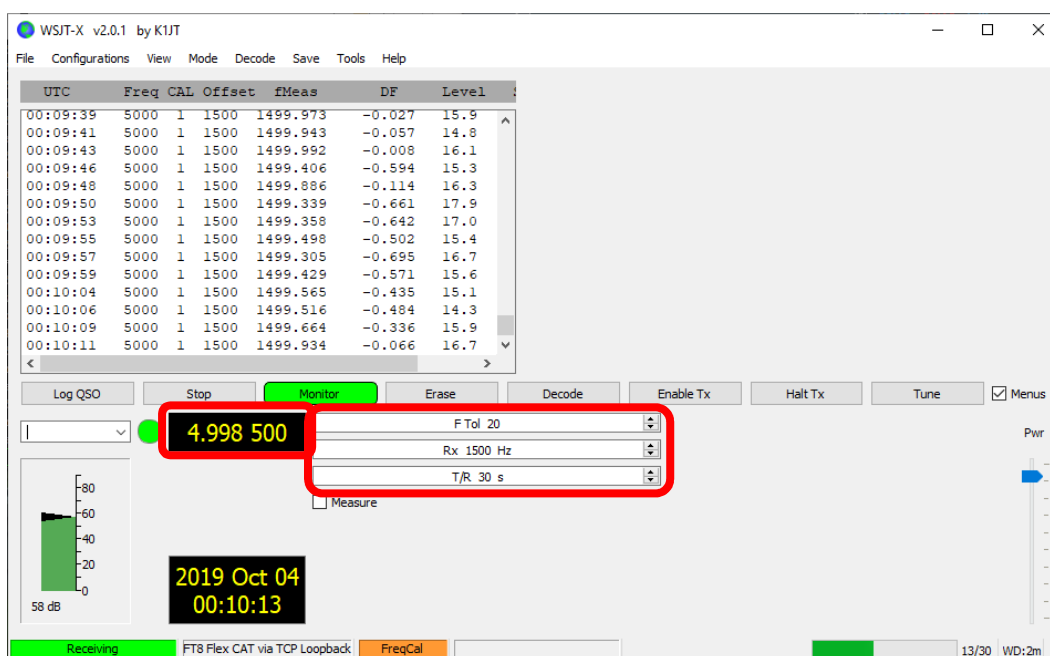 WSJT-X v2.0.1 by K1JT
File Configurations View Mode Decode Save Tools Help
UTC Freq CAL Offset fMeas DF Level
00:09:39 5000 1 1500 1499.973 -0.027 15.9
00:09:41 5000 1 1500 1499.943 -0.057 14.8
00:09:43 5000 1 1500 1499.992 -0.008 16.1
00:09:46 5000 1 1500 1499.406 -0.594 15.3
00:09:48 5000 1 1500 1499.886 -0.114 16.3
00:09:50 5000 1 1500 1499.339 -0.661 17.9
00:09:53 5000 1 1500 1499.358 -0.642 17.0
00:09:55 5000 1 1500 1499.498 -0.502 15.4
00:09:57 5000 1 1500 1499.305 -0.695 16.7
00:09:59 5000 1 1500 1499.429 -0.571 15.6
00:10:04 5000 1 1500 1499.565 -0.435 15.1
00:10:06 5000 1 1500 1499.516 -0.484 14.3
00:10:09 5000 1 1500 1499.664 -0.336 15.9
00:10:11 5000 1 1500 1499.934 -0.066 16.7
Log QSO Stop Monitor Erase Decode Enable Tx Halt Tx Tune Menus
4.998 500 F Tol 20 Pwr
Rx 1500 Hz
T/R 30 s
Measure
80
60
40
20
0
58 dB
2019 Oct 04
00:10:13
Receiving FT8 Flex CAT via TCP Loopback FreqCal 13/30 WD:2m